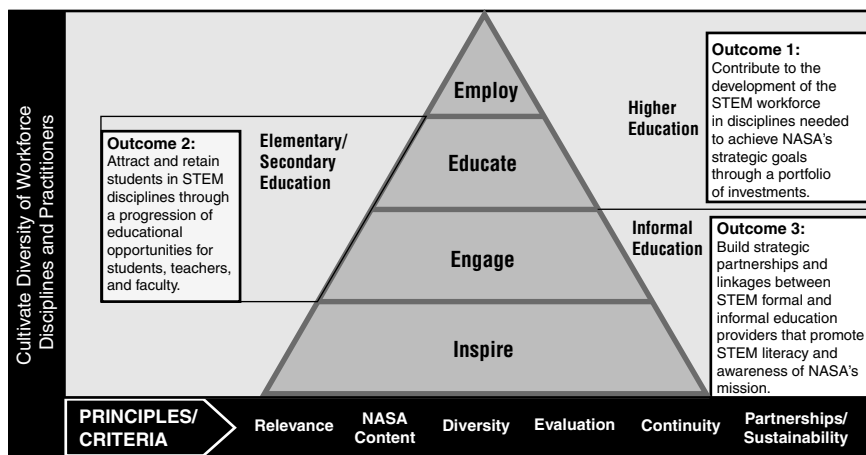 Cultivate Diversity of Workforce
Disciplines and Practitioners
Employ
Educate
Engage
Inspire
Elementary/
Secondary
Education
Outcome 2:
Attract and retain
students in STEM
disciplines through
a progression of
educational
opportunities for
students, teachers,
and faculty.
Higher
Education
Outcome 1:
Contribute to the
development of the
STEM workforce
in disciplines needed
to achieve NASA’s
strategic goals
through a portfolio
of investments.
Informal
Education
Outcome 3:
Build strategic
partnerships and
linkages between
STEM formal and
informal education
providers that promote
STEM literacy and
awareness of NASA’s
mission.
PRINCIPLES/
CRITERIA
Relevance
NASA
Content
Diversity
Evaluation
Continuity
Partnerships/
Sustainability